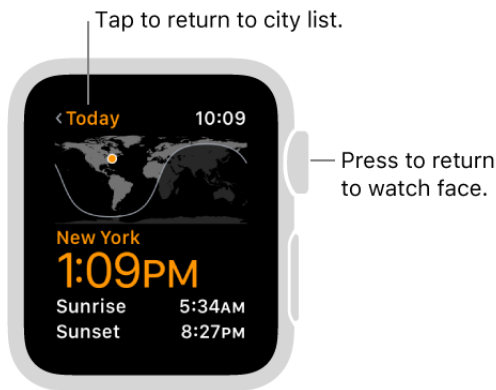 Tap to return to city list.
<Today 10:09
Press to return
to watch face.
New York
1:09PM
Sunrise 5:34AM
Sunset 8:27PM